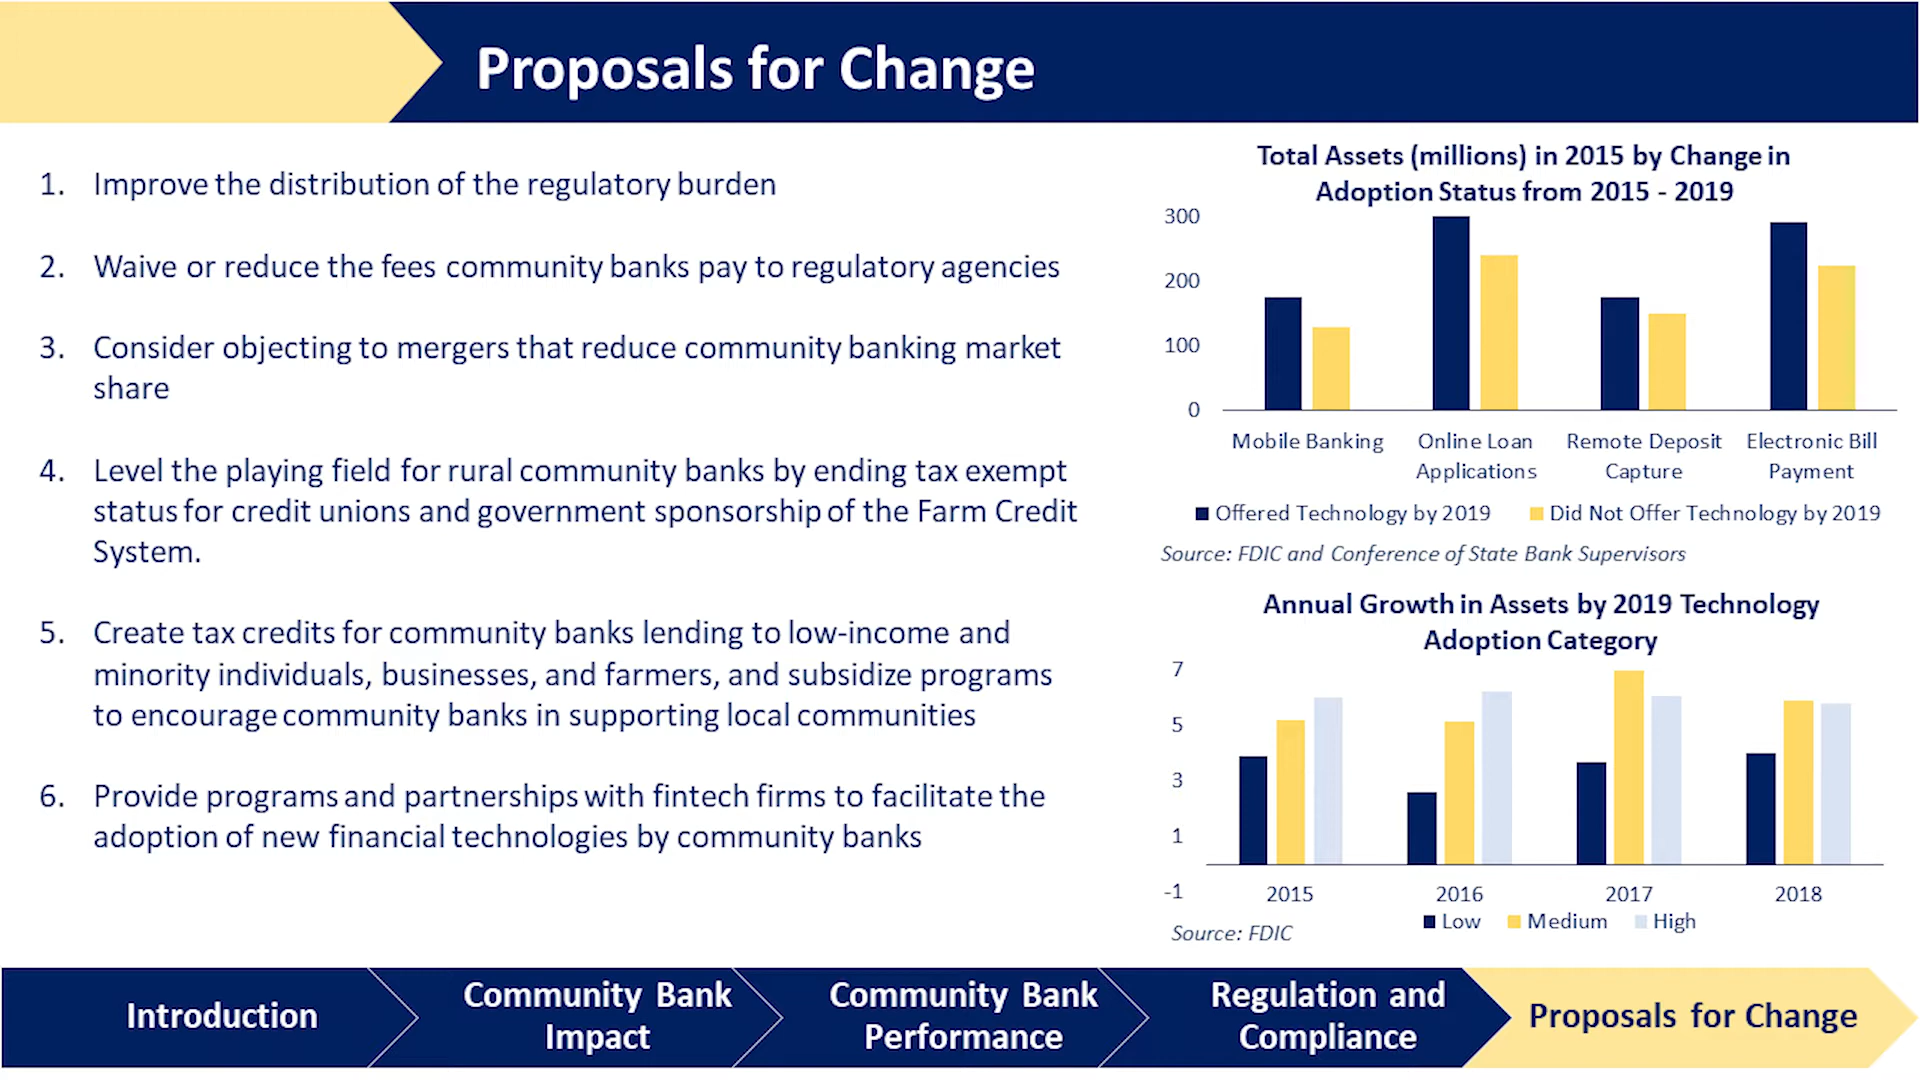 Proposals for Change
1. Improve the distribution of the regulatory burden
2. Waive or reduce the fees community banks pay to regulatory agencies
3. Consider objecting to mergers that reduce community banking market
share
4. Level the playing field for rural community banks by ending tax exempt
status for credit unions and government sponsorship of the Farm Credit
System.
5. Create tax credits for community banks lending to low-income and
minority individuals, businesses, and farmers, and subsidize programs
to encourage community banks in supporting local communities
6. Provide programs and partnerships with fintech firms to facilitate the
adoption of new financial technologies by community banks
Total Assets (millions) in 2015 by Change in
Adoption Status from 2015 - 2019
300
200
100
0
Mobile Banking Online Loan Remote Deposit Electronic Bill
Applications Capture Payment
Offered Technology by 2019 Did Not Offer Technology by 2019
Source: FDIC and Conference of State Bank Supervisors
Annual Growth in Assets by 2019 Technology
Adoption Category
7
5
3
1
-1
2015 2016 2017 2018
Low Medium High
Source: FDIC
Introduction
Community Bank
Impact
Community Bank
Performance
Regulation and
Compliance
Proposals for Change